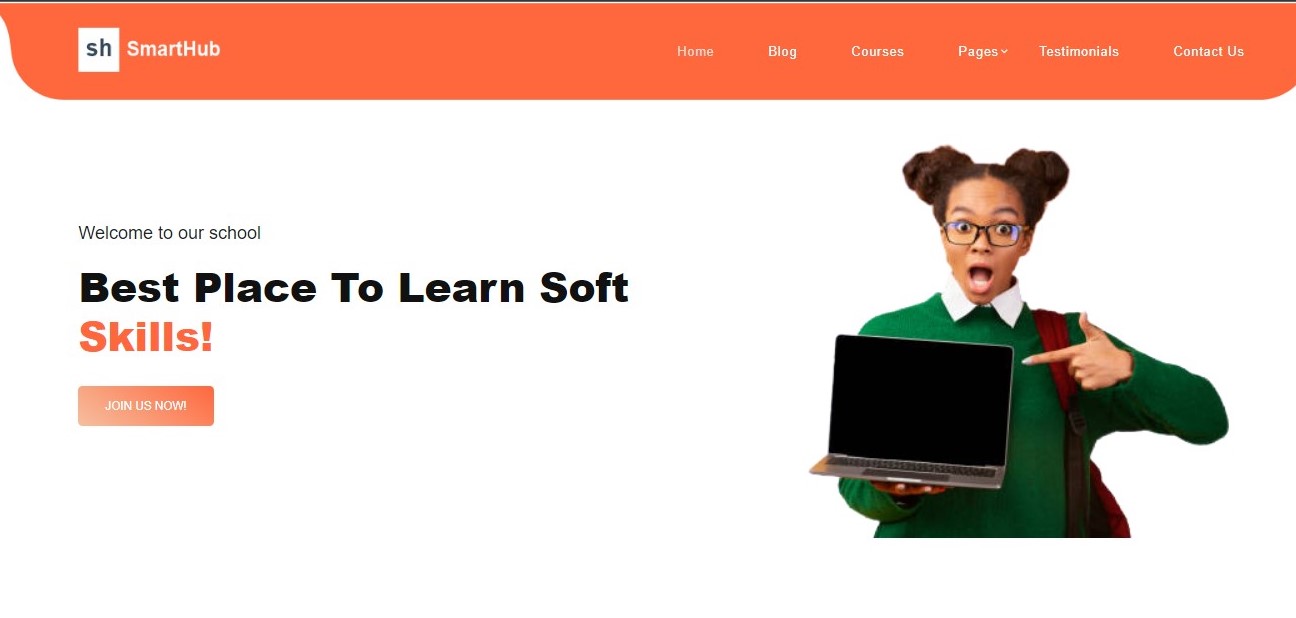 sh SmartHub
Home Blog Courses Pages Testimonials Contact Us
Welcome to our school
Best Place To Learn Soft
Skills!
JOIN US NOW!